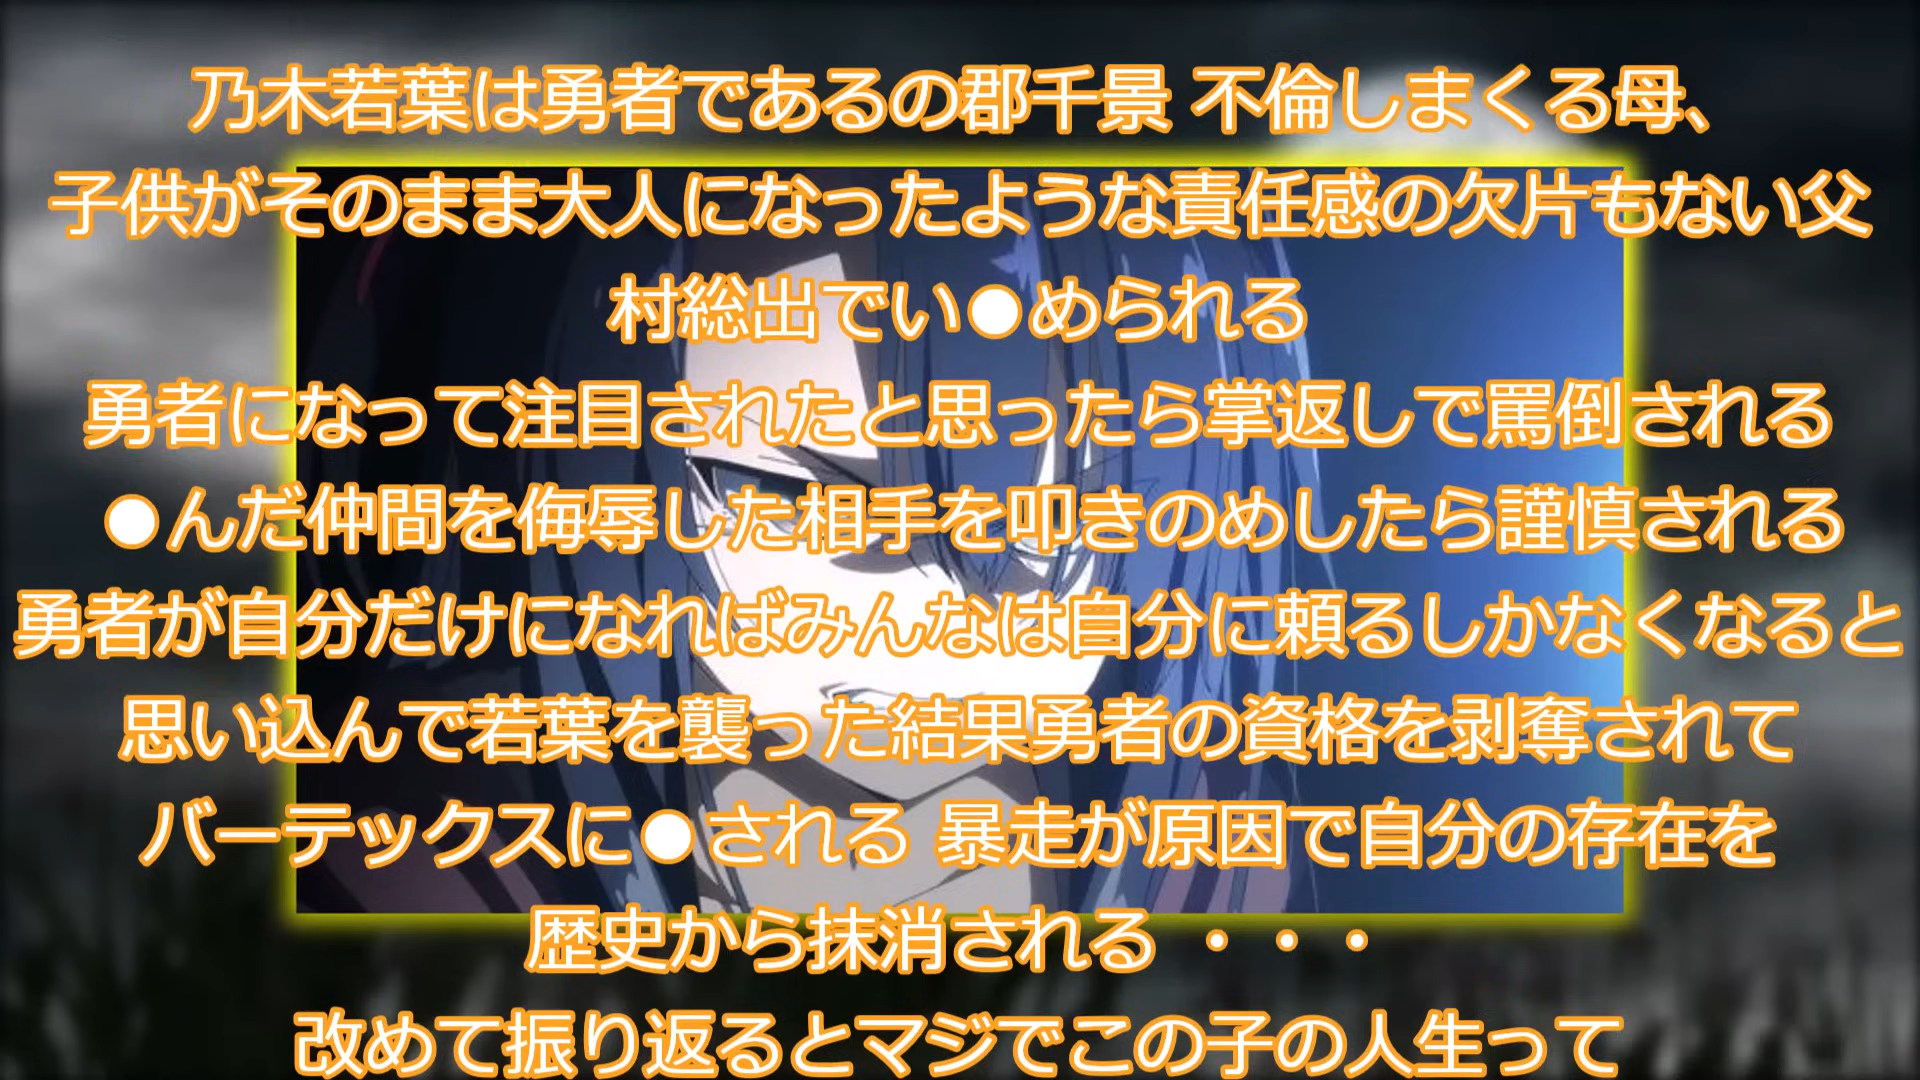 乃木若葉は勇者であるの郡千景 不倫しまくる母、
子供がそのまま大人になったような責任感の欠片もない父
村総出でい●められる
勇者になって注目されたと思ったら掌返しで罵倒される
●んだ仲間を侮辱した相手を叩きのめしたら謹慎される
勇者が自分だけになればみんなは自分に頼るしかなくなると
思い込んで若葉を襲った結果勇者の資格を剥奪されて
バーテックスに●される 暴走が原因で自分の存在を
歴史から抹消される ・・・
改めて振り返るとマジでこの子の人生って